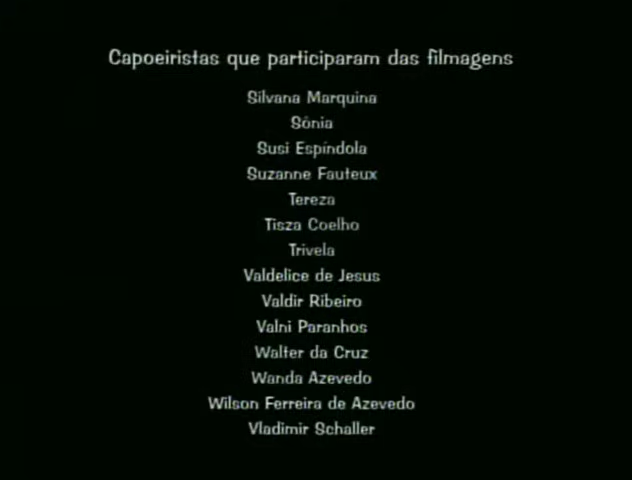 Capoeiristas que participaram das filmagens
Silvana Marquina
Sônia
Susi Espíndola
Suzanne Fauteux
Tereza
Tisza Coelho
Trivela
Valdelice de Jesus
Valdir Ribeiro
Valni Paranhos
Walter da Cruz
Wanda Azevedo
Wilson Ferreira de Azevedo
Vladimir Schaller